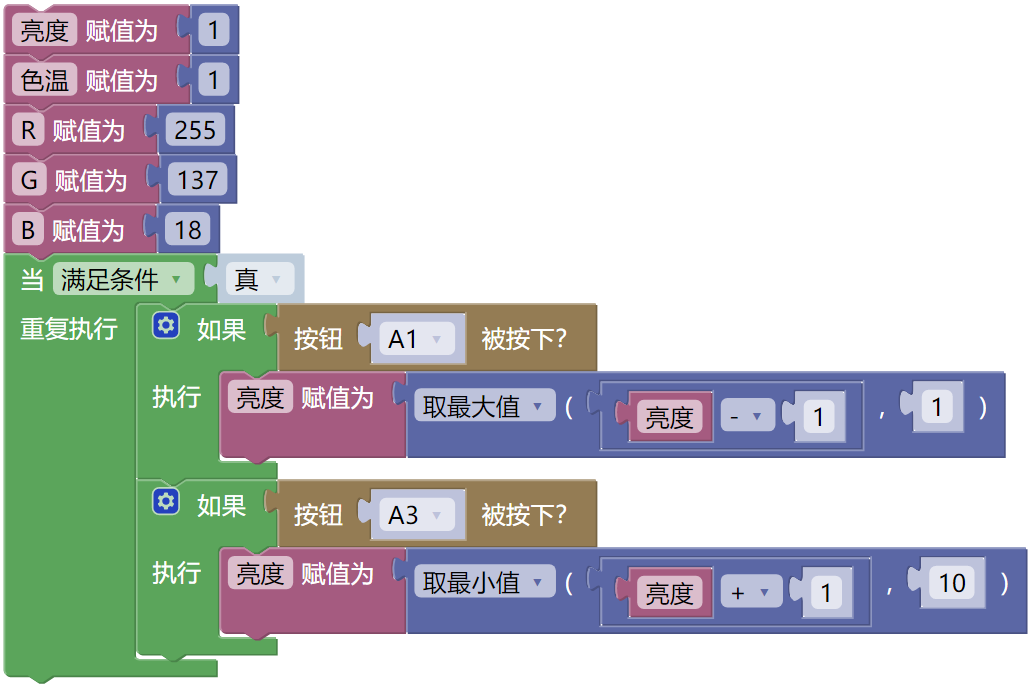 亮度 赋值为 1
色温 赋值为 1
R 赋值为 255
G 赋值为 137
B 赋值为 18
当 满足条件 真
重复执行 如果 按钮 A1 被按下？
执行 亮度 赋值为 取最大值 ( 亮度 - 1 , 1 )
如果 按钮 A3 被按下？
执行 亮度 赋值为 取最小值 ( 亮度 + 1 , 10 )